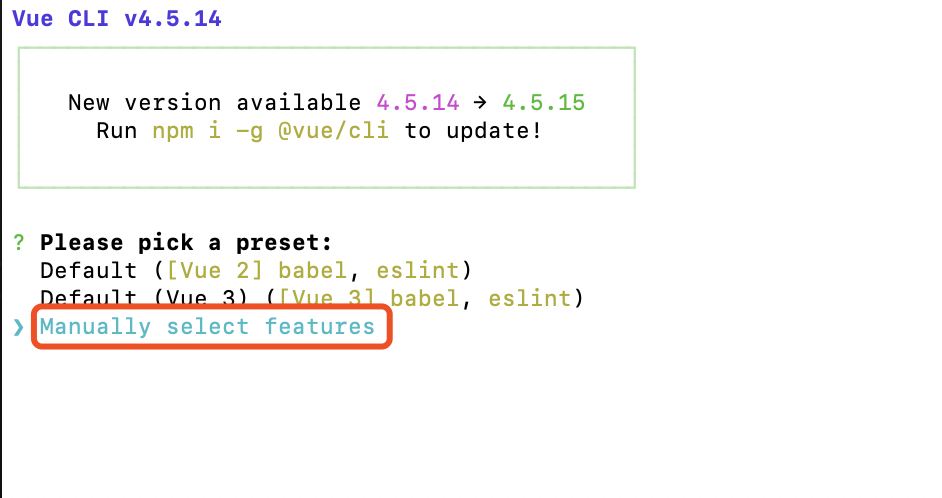 Vue CLI v4.5.14
New version available 4.5.14 → 4.5.15
Run npm i -g @vue/cli to update!
? Please pick a preset:
Default ([Vue 2] babel, eslint)
Default (Vue 3) ([Vue 3] babel, eslint)
❯ Manually select features